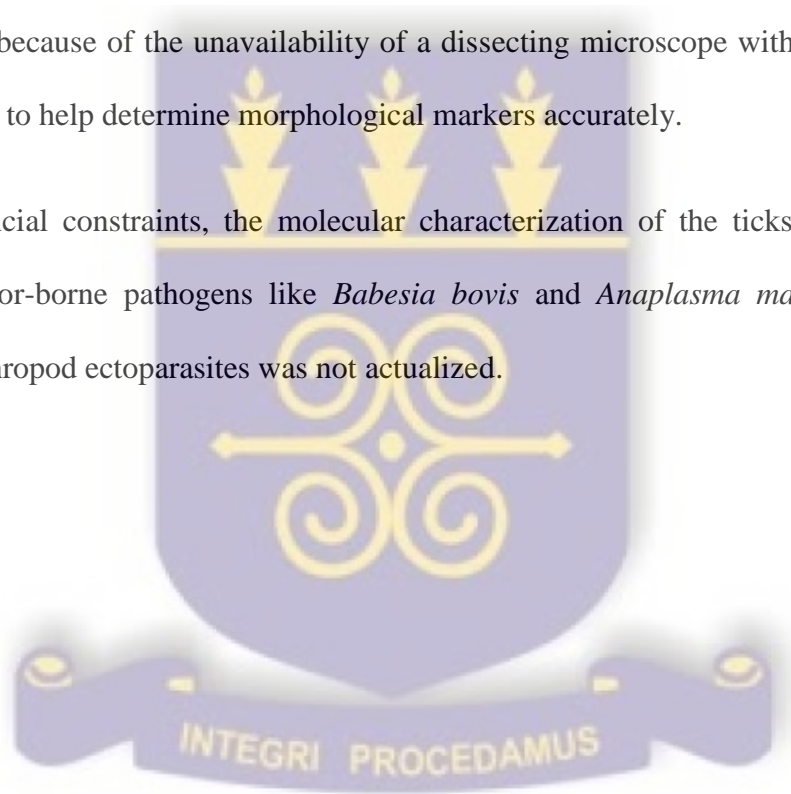 because of the unavailability of a dissecting microscope with
to help determine morphological markers accurately.
cial constraints, the molecular characterization of the ticks
or-borne pathogens like Babesia bovis and Anaplasma ma
hropod ectoparasites was not actualized.
INTEGRI PROCEDAMUS